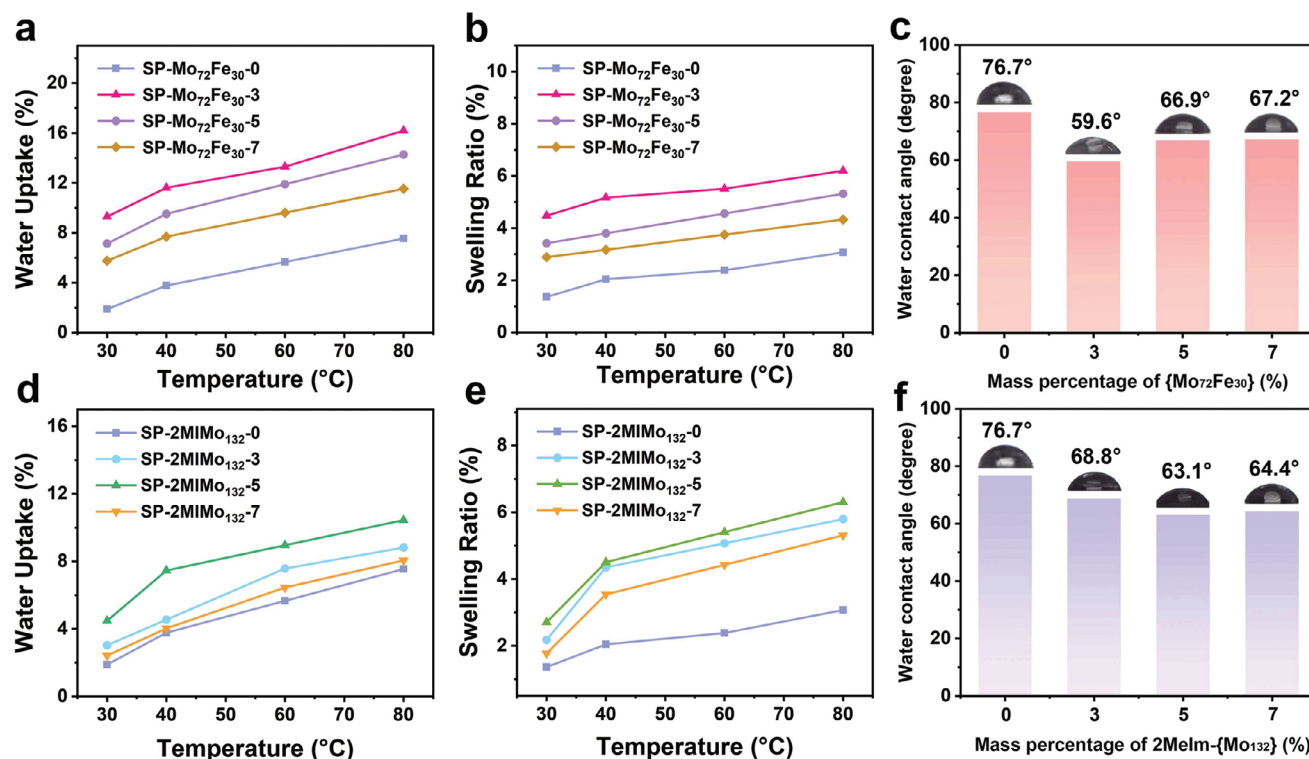 a
Water Uptake (%)
20
16
12
8
4
0
SP-Mo₇₂Fe₃₀-0
SP-Mo₇₂Fe₃₀-3
SP-Mo₇₂Fe₃₀-5
SP-Mo₇₂Fe₃₀-7
30 40 50 60 70 80
Temperature (°C)
b
Swelling Ratio (%)
10
8
6
4
2
0
SP-Mo₇₂Fe₃₀-0
SP-Mo₇₂Fe₃₀-3
SP-Mo₇₂Fe₃₀-5
SP-Mo₇₂Fe₃₀-7
30 40 50 60 70 80
Temperature (°C)
c
Water contact angle (degree)
100
80
60
40
20
0
76.7°
59.6°
66.9°
67.2°
0 3 5 7
Mass percentage of {Mo₇₂Fe₃₀} (%)
d
Water Uptake (%)
16
12
8
4
0
SP-2MIMo₁₃₂-0
SP-2MIMo₁₃₂-3
SP-2MIMo₁₃₂-5
SP-2MIMo₁₃₂-7
30 40 50 60 70 80
Temperature (°C)
e
Swelling Ratio (%)
8
6
4
2
SP-2MIMo₁₃₂-0
SP-2MIMo₁₃₂-3
SP-2MIMo₁₃₂-5
SP-2MIMo₁₃₂-7
30 40 50 60 70 80
Temperature (°C)
f
Water contact angle (degree)
100
80
60
40
20
0
76.7°
68.8°
63.1°
64.4°
0 3 5 7
Mass percentage of 2MeIm-{Mo₁₃₂} (%)